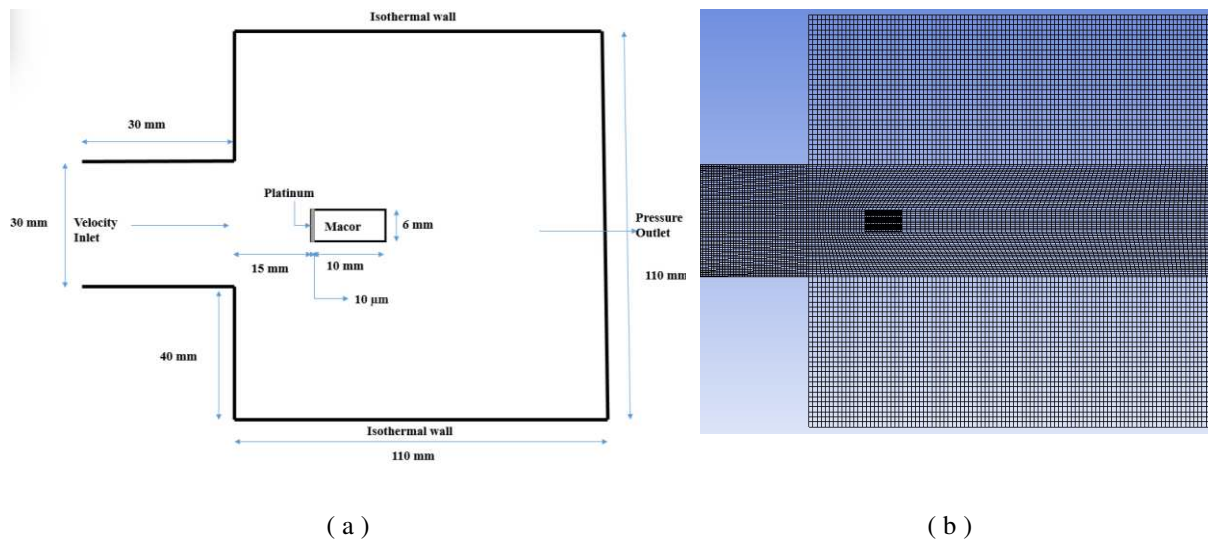 Isothermal wall
30 mm
Platinum
30 mm
Velocity
Inlet
Macor
6 mm
Pressure
Outlet
15 mm
10 mm
110 mm
10 µm
40 mm
Isothermal wall
110 mm
( a )
( b )